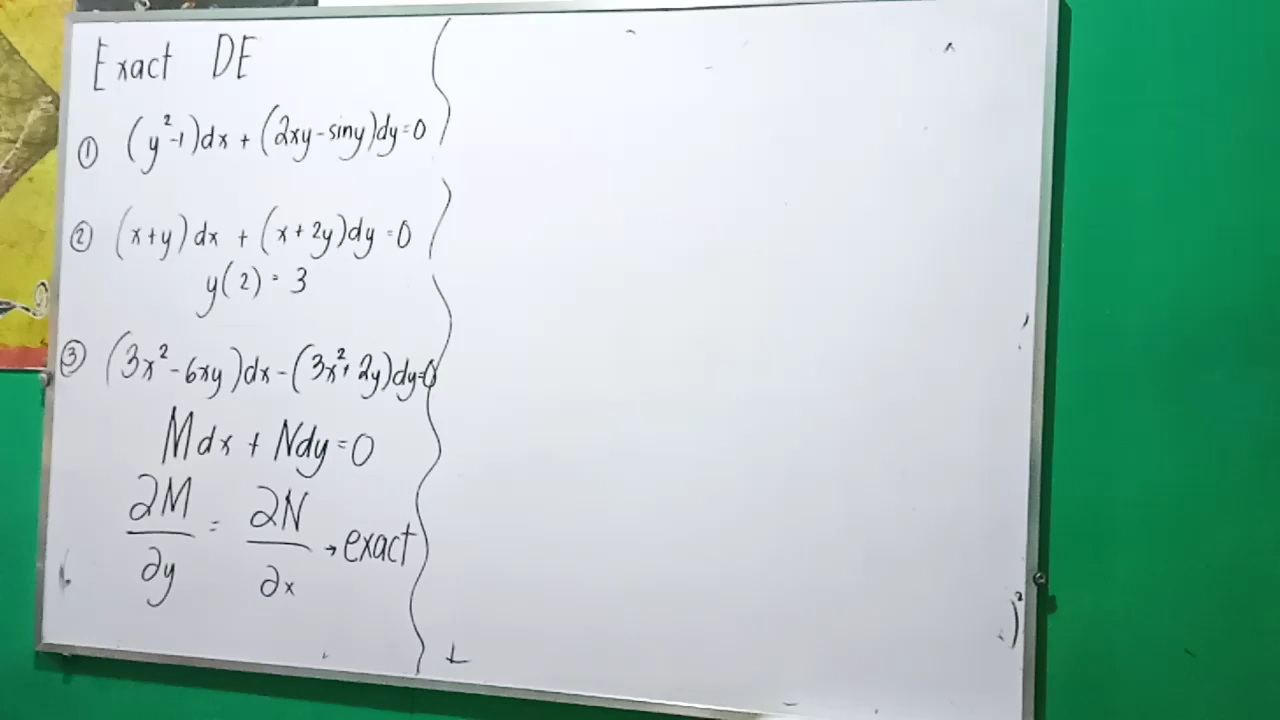 Exact DE
① (y²-1)dx + (2xy-siny)dy=0
② (x+y)dx + (x+2y)dy=0
y(2)=3
③ (3x²-6xy)dx-(3x²+2y)dy=0
Mdx + Ndy=0
∂M/∂y = ∂N/∂x → exact